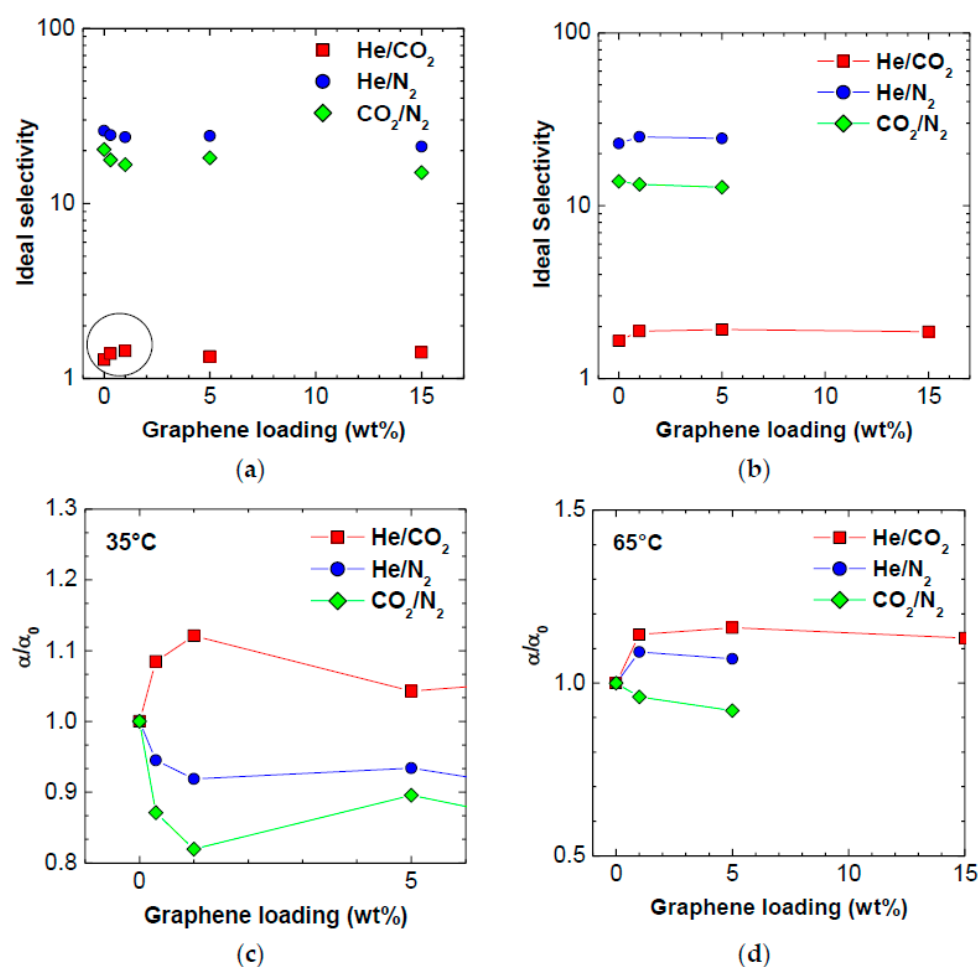 100
10
1
Ideal selectivity
He/CO₂
He/N₂
CO₂/N₂
0 5 10 15
Graphene loading (wt%)
(a)
100
10
1
Ideal Selectivity
He/CO₂
He/N₂
CO₂/N₂
0 5 10 15
Graphene loading (wt%)
(b)
1.3
1.2
1.1
1.0
0.9
0.8
α/α₀
35°C
He/CO₂
He/N₂
CO₂/N₂
0 5
Graphene loading (wt%)
(c)
1.5
1.0
0.5
α/α₀
65°C
He/CO₂
He/N₂
CO₂/N₂
0 5 10 15
Graphene loading (wt%)
(d)